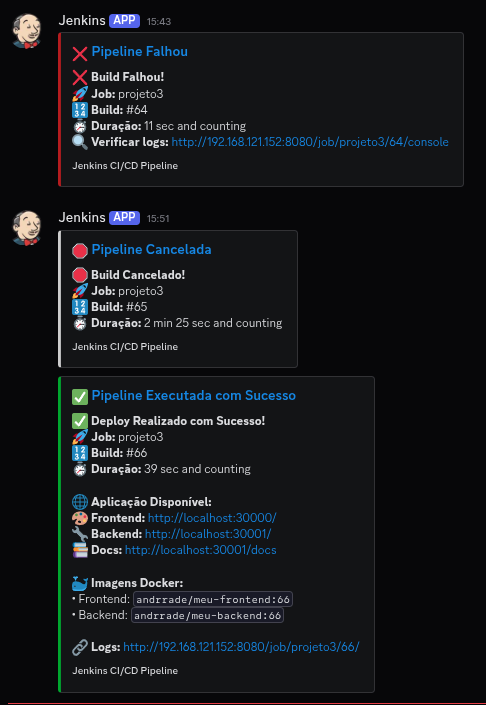 Jenkins APP 15:43
❌ Pipeline Falhou
❌ Build Falhou!
🚀 Job: projeto3
🔢 Build: #64
⏱️ Duração: 11 sec and counting
🔍 Verificar logs: http://192.168.121.152:8080/job/projeto3/64/console
Jenkins CI/CD Pipeline
Jenkins APP 15:51
🛑 Pipeline Cancelada
🛑 Build Cancelado!
🚀 Job: projeto3
🔢 Build: #65
⏱️ Duração: 2 min 25 sec and counting
Jenkins CI/CD Pipeline
✅ Pipeline Executada com Sucesso
✅ Deploy Realizado com Sucesso!
🚀 Job: projeto3
🔢 Build: #66
⏱️ Duração: 39 sec and counting
🌐 Aplicação Disponível:
🎨 Frontend: http://localhost:30000/
🔧 Backend: http://localhost:30001/
📚 Docs: http://localhost:30001/docs
🐳 Imagens Docker:
• Frontend: andrrade/meu-frontend:66
• Backend: andrrade/meu-backend:66
🔗 Logs: http://192.168.121.152:8080/job/projeto3/66/
Jenkins CI/CD Pipeline